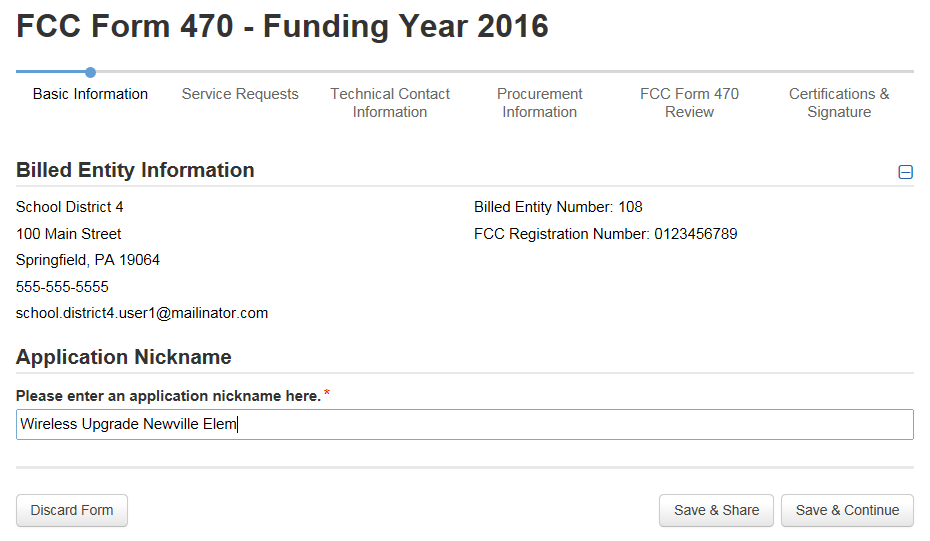 FCC Form 470 - Funding Year 2016
Basic Information
Service Requests
Technical Contact
Information
Procurement
Information
FCC Form 470
Review
Certifications &
Signature
Billed Entity Information
School District 4
100 Main Street
Springfield, PA 19064
555-555-5555
school.district4.user1@mailinator.com
Billed Entity Number: 108
FCC Registration Number: 0123456789
Application Nickname
Please enter an application nickname here. *
Wireless Upgrade Newville Elem
Discard Form
Save & Share
Save & Continue